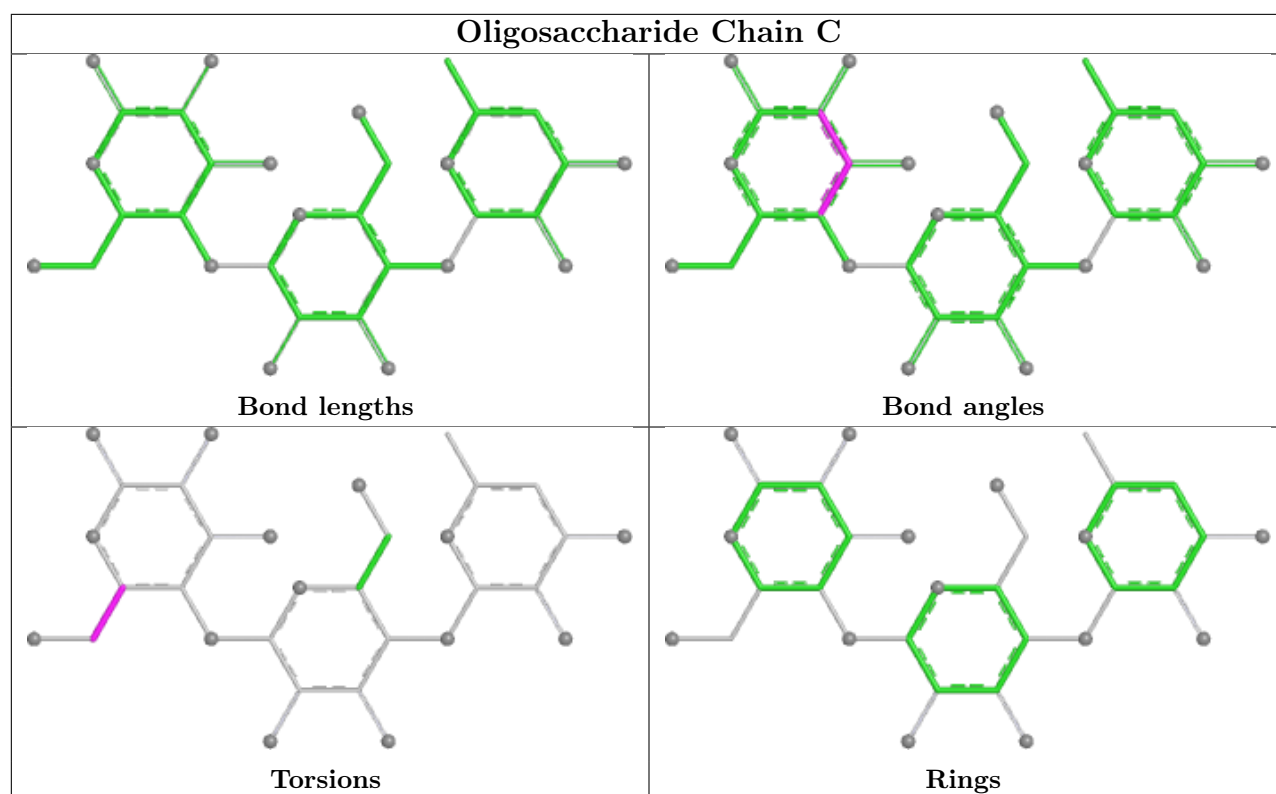 Oligosaccharide Chain C
Bond lengths
Bond angles
Torsions
Rings